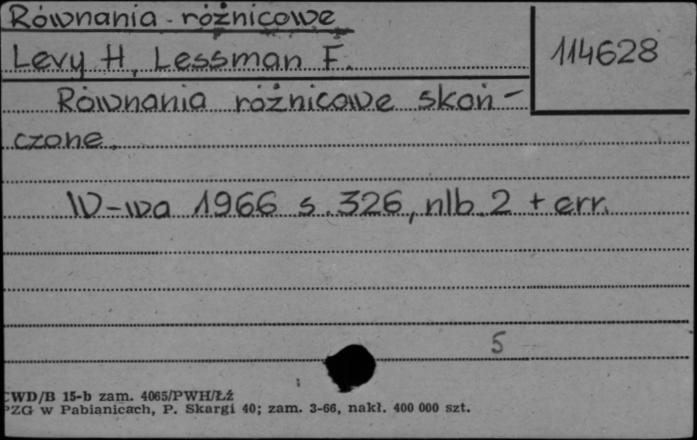 Równania - różnicowe
Levy H, Lessman F.
114628
Równania różnicowe skoń-
czone.
W-wa 1966 s. 326, nlb. 2 + err.
5
CWD/B 15-b zam. 4065/PWH/Łź
PZG w Pabianicach, P. Skargi 40; zam. 3-66, nakł. 400 000 szt.